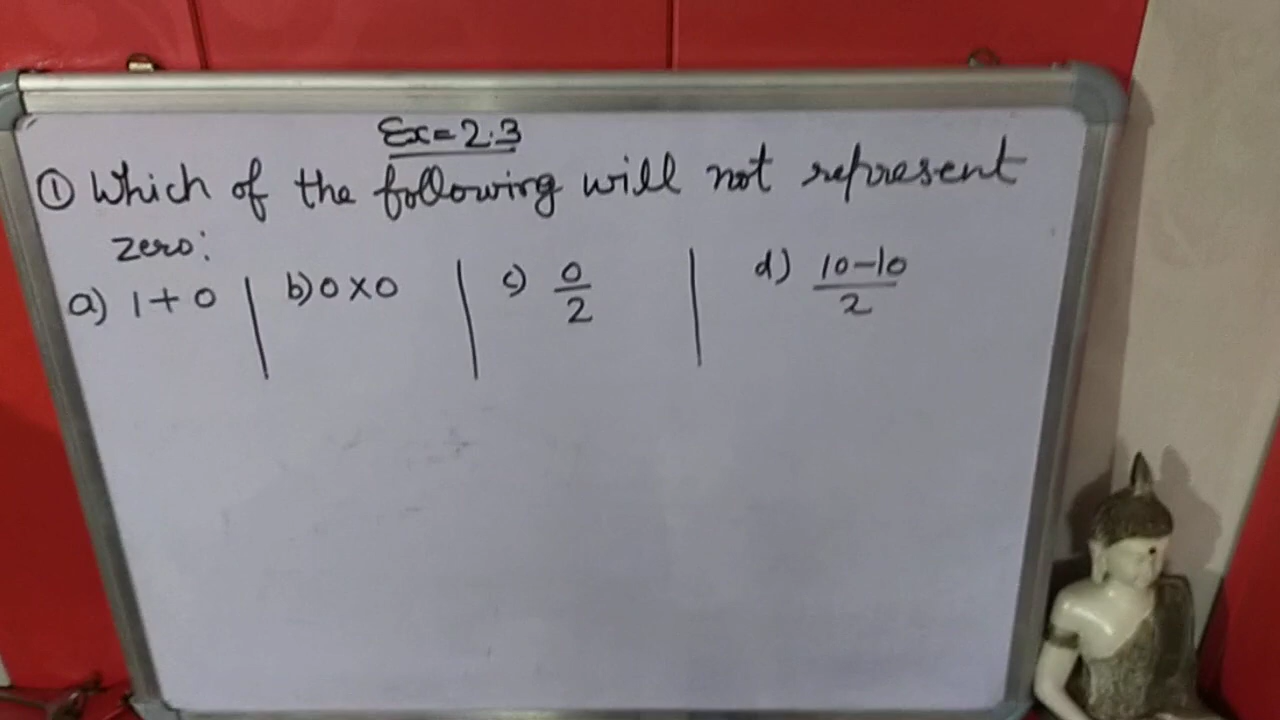 Ex=2.3
① Which of the following will not represent
zero:
a) 1+0 b) 0×0 c) 0/2 d) 10-10/2